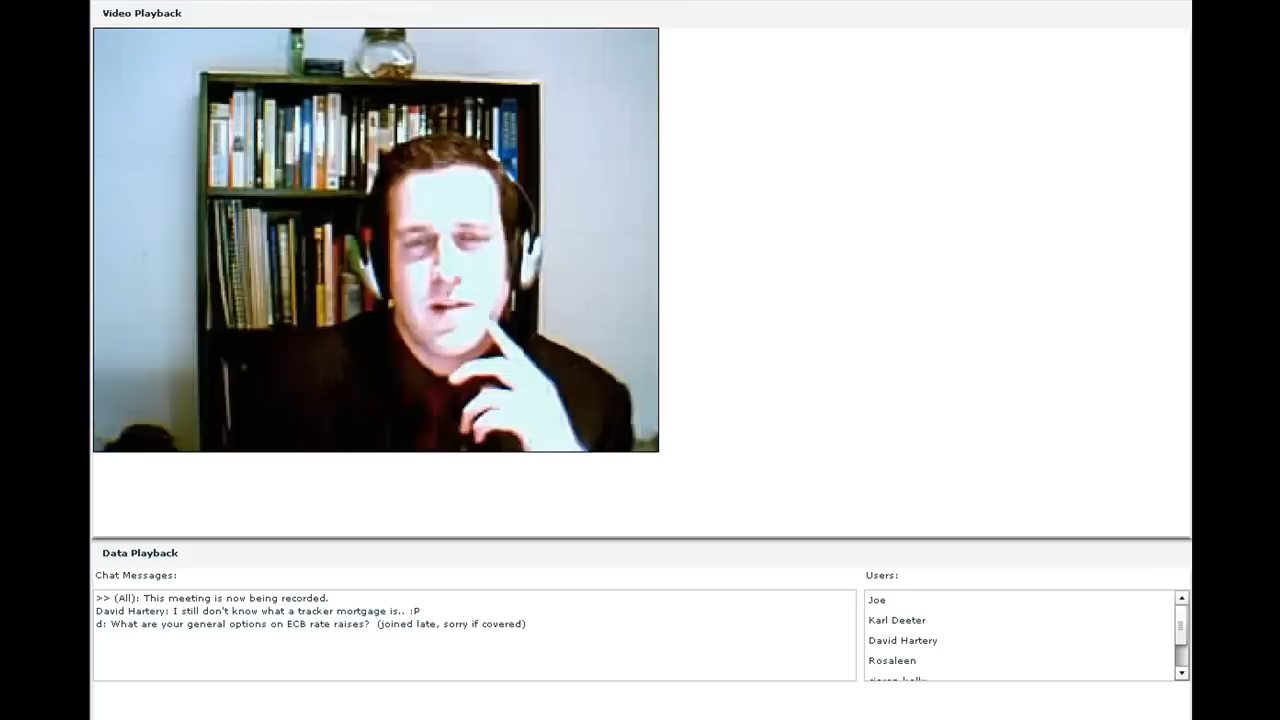 Video Playback
Data Playback
Chat Messages:
>> (All): This meeting is now being recorded.
David Hartery: I still don't know what a tracker mortgage is.. :P
d: What are your general options on ECB rate raises?  (joined late, sorry if covered)
Users:
Joe
Karl Deeter
David Hartery
Rosaleen